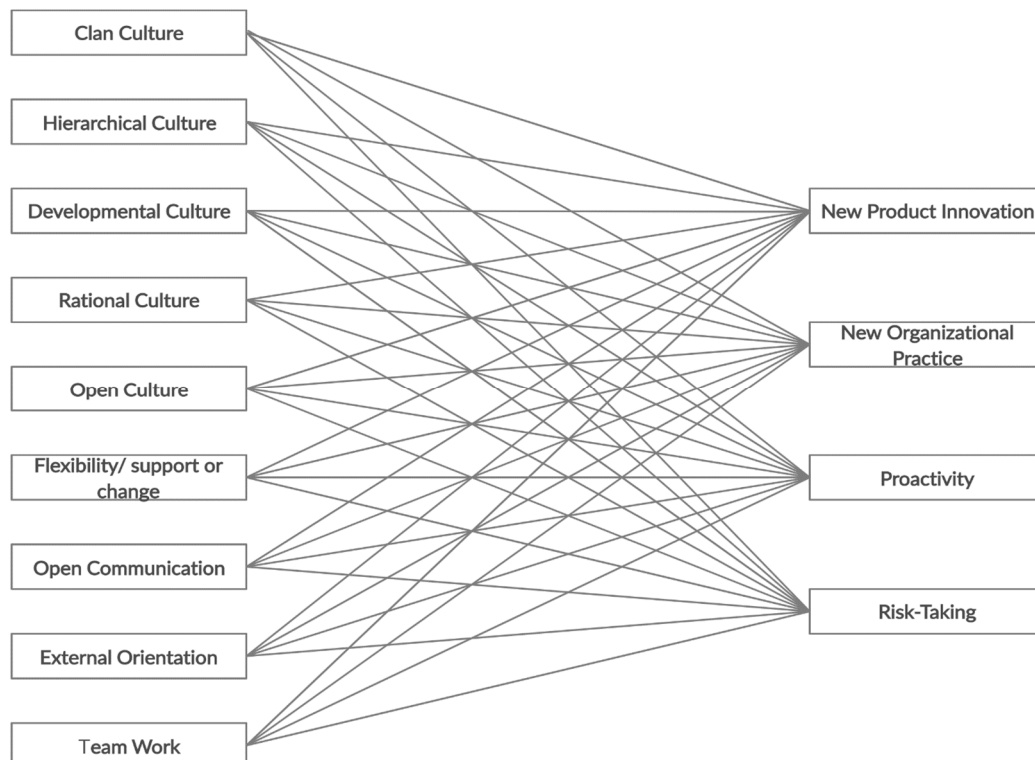 Clan Culture
Hierarchical Culture
Developmental Culture
Rational Culture
Open Culture
Flexibility/ support or
change
Open Communication
External Orientation
Team Work
New Product Innovation
New Organizational
Practice
Proactivity
Risk-Taking